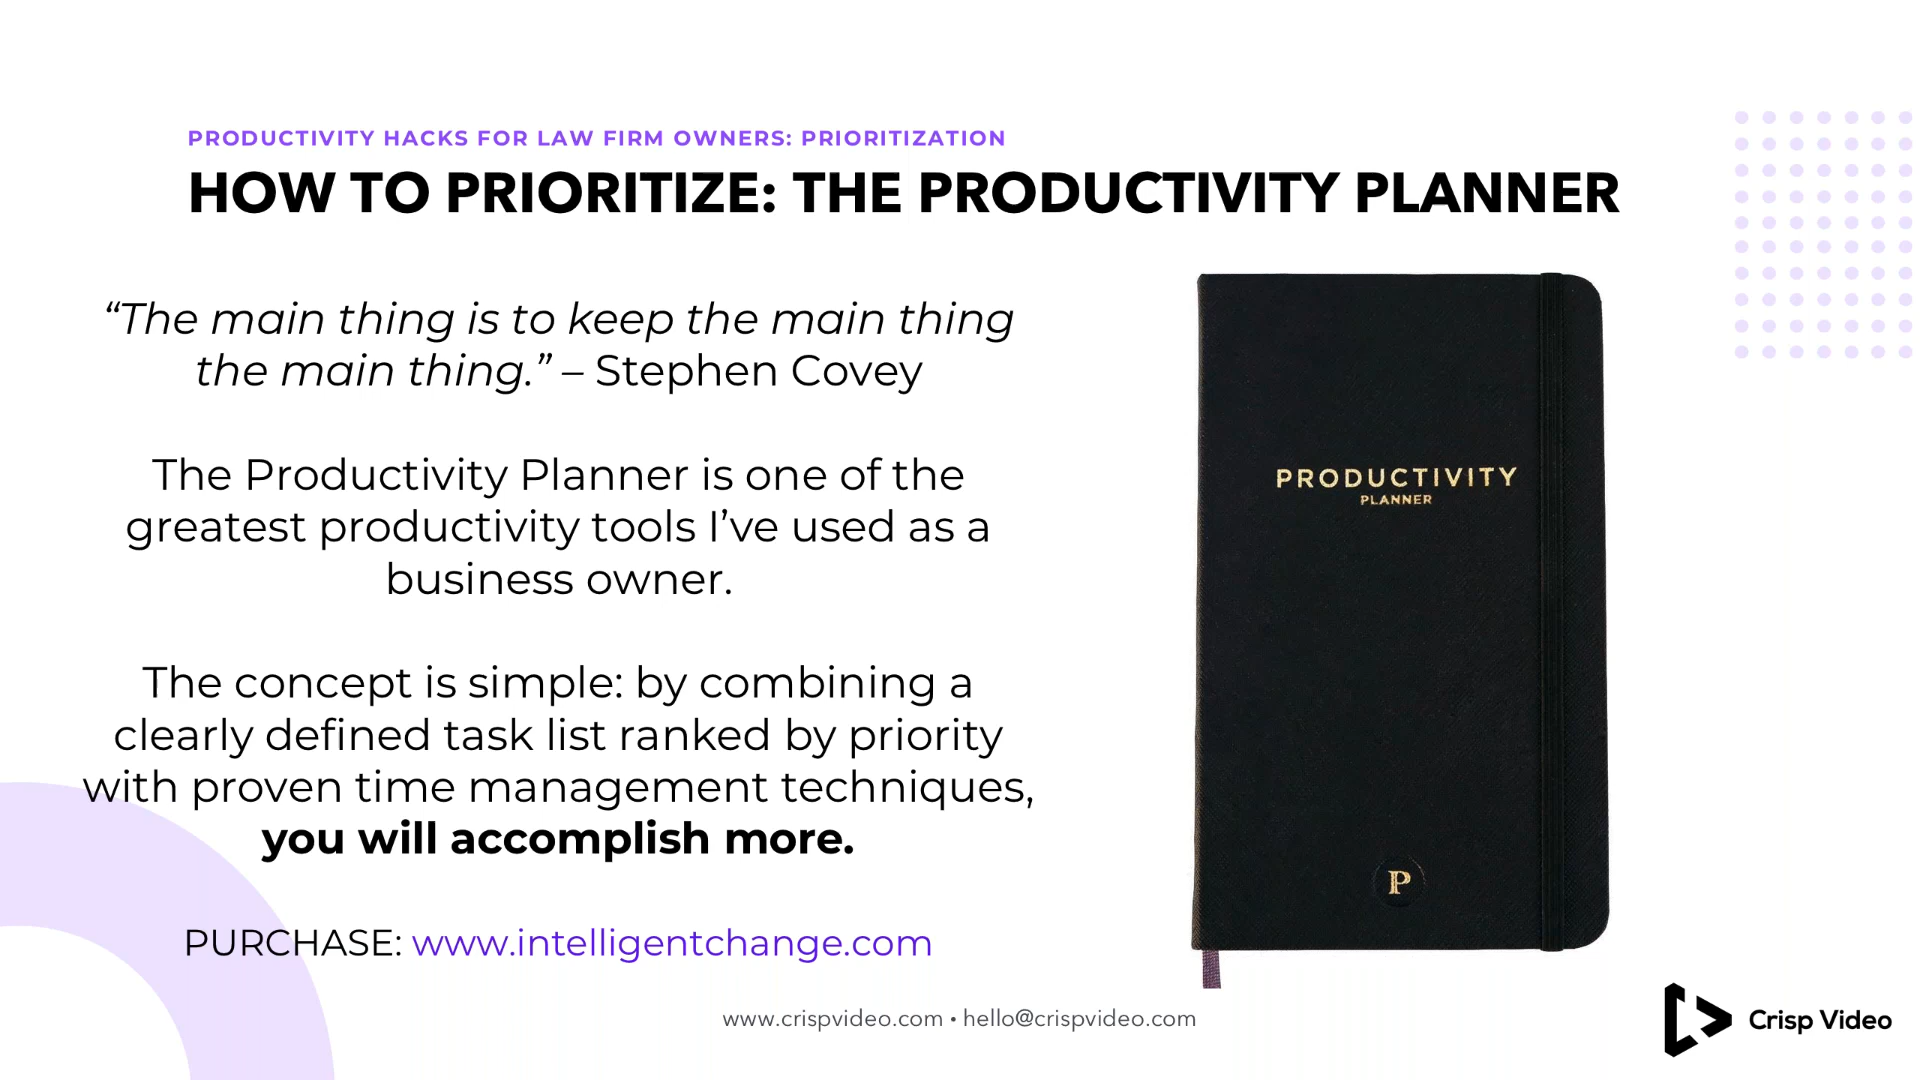 PRODUCTIVITY HACKS FOR LAW FIRM OWNERS: PRIORITIZATION
HOW TO PRIORITIZE: THE PRODUCTIVITY PLANNER
“The main thing is to keep the main thing
the main thing.” – Stephen Covey
The Productivity Planner is one of the
greatest productivity tools I’ve used as a
business owner.
The concept is simple: by combining a
clearly defined task list ranked by priority
with proven time management techniques,
you will accomplish more.
PURCHASE: www.intelligentchange.com
PRODUCTIVITY
PLANNER
P
www.crispvideo.com • hello@crispvideo.com
Crisp Video